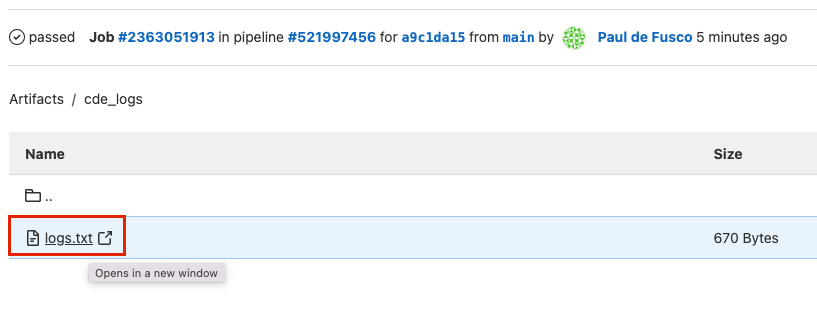 passed Job #2363051913 in pipeline #521997456 for a9c1da15 from main by Paul de Fusco 5 minutes ago
Artifacts / cde_logs
Name Size
..
logs.txt 670 Bytes
Opens in a new window